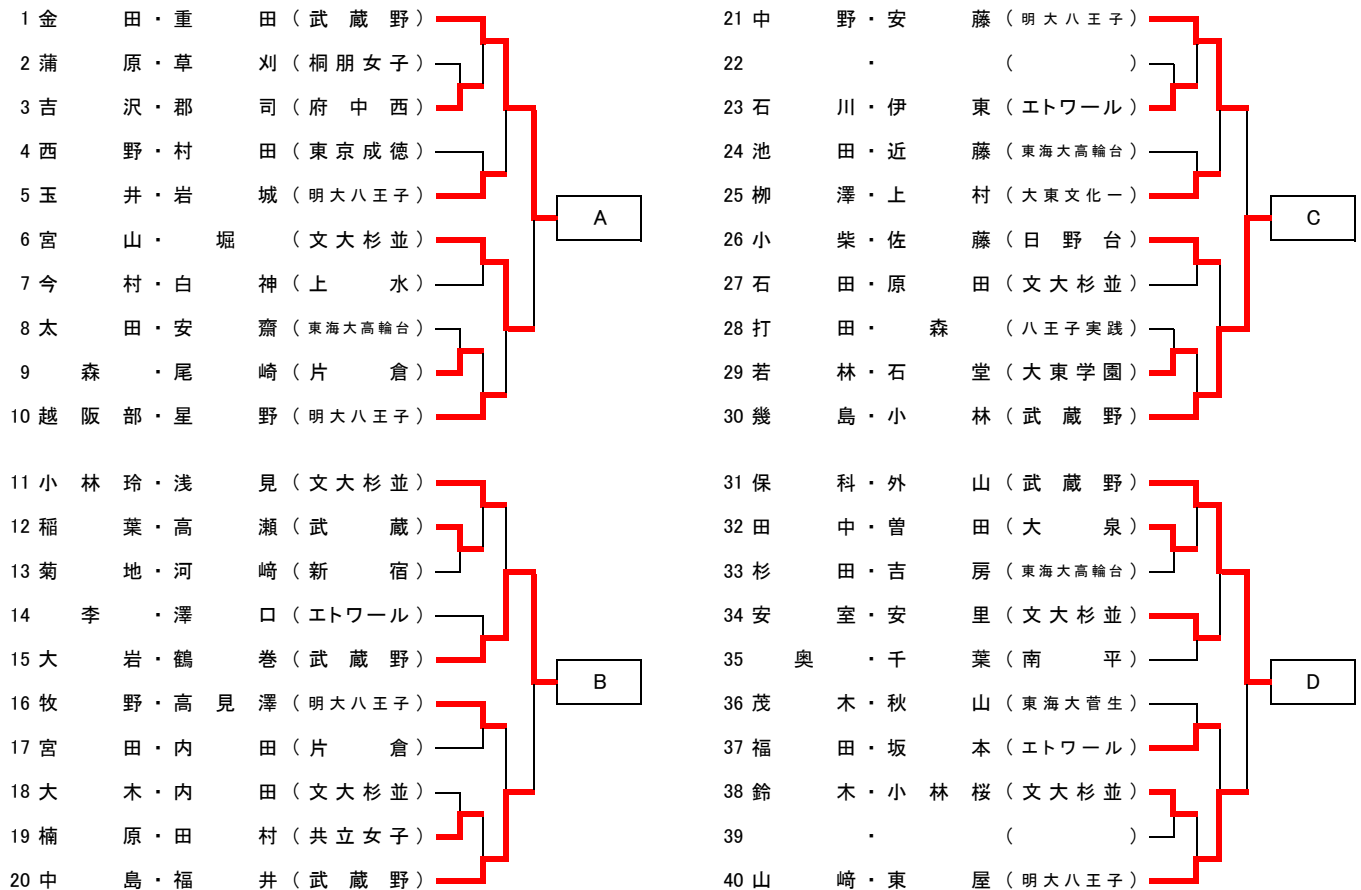 1 金田・重田（武蔵野）
2 蒲原・草刈（桐朋女子）
3 吉沢・郡司（府中西）
4 西野・村田（東京成徳）
5 玉井・岩城（明大八王子）
A
6 宮山・堀（文大杉並）
7 今村・白神（上水）
8 太田・安齋（東海大高輪台）
9 森・尾崎（片倉）
10 越阪部・星野（明大八王子）
11 小林玲・浅見（文大杉並）
12 稲葉・高瀬（武蔵）
13 菊地・河﨑（新宿）
14 李・澤口（エトワール）
15 大岩・鶴巻（武蔵野）
B
16 牧野・高見澤（明大八王子）
17 宮田・内田（片倉）
18 大木・内田（文大杉並）
19 楠原・田村（共立女子）
20 中島・福井（武蔵野）
21 中野・安藤（明大八王子）
22 ・（ ）
23 石川・伊東（エトワール）
24 池田・近藤（東海大高輪台）
25 栁澤・上村（大東文化一）
C
26 小柴・佐藤（日野台）
27 石田・原田（文大杉並）
28 打田・森（八王子実践）
29 若林・石堂（大東学園）
30 幾島・小林（武蔵野）
31 保科・外山（武蔵野）
32 田中・曽田（大泉）
33 杉田・吉房（東海大高輪台）
34 安室・安里（文大杉並）
35 奥・千葉（南平）
D
36 茂木・秋山（東海大菅生）
37 福田・坂本（エトワール）
38 鈴木・小林桜（文大杉並）
39 ・（ ）
40 山﨑・東屋（明大八王子）